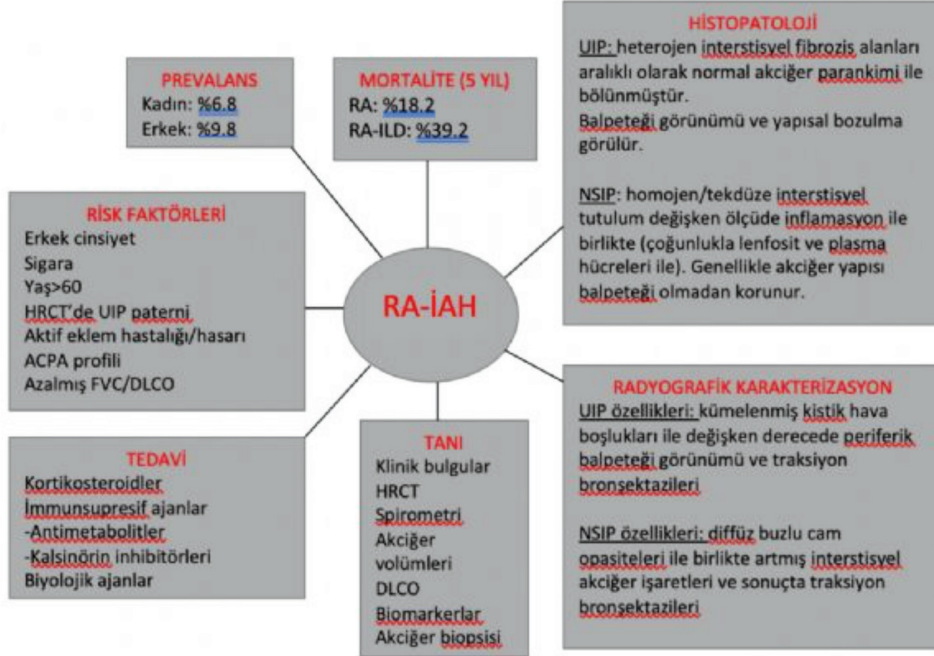 PREVALANS
Kadın: %6.8
Erkek: %9.8
MORTALİTE (5 YIL)
RA: %18.2
RA-ILD: %39.2
HİSTOPATOLOJİ
UIP: heterojen interstisyel fibrozis alanları
aralıklı olarak normal akciğer parankimi ile
bölünmüştür.
Balpeteği görünümü ve yapısal bozulma
görülür.
NSIP: homojen/tekdüze interstisyel
tutulum değişken ölçüde inflamasyon ile
birlikte (çoğunlukla lenfosit ve plasma
hücreleri ile). Genellikle akciğer yapısı
balpeteği olmadan korunur.
RİSK FAKTÖRLERİ
Erkek cinsiyet
Sigara
Yaş>60
HRCT'de UIP paterni
Aktif eklem hastalığı/hasarı
ACPA profili
Azalmış FVC/DLCO
RA-İAH
TEDAVİ
Kortikosteroidler
İmmunsupresif ajanlar
-Antimetabolitler
-Kalsinörin inhibitörleri
Biyolojik ajanlar
TANI
Klinik bulgular
HRCT
Spirometri
Akciğer
volümleri
DLCO
Biomarkerlar
Akciğer biopsisi
RADYOGRAFİK KARAKTERİZASYON
UIP özellikleri: kümelenmiş kistik hava
boşlukları ile değişken derecede periferik
balpeteği görünümü ve traksiyon
bronşektazileri
NSIP özellikleri: diffüz buzlu cam
opasiteleri ile birlikte artmış interstisyel
akciğer işaretleri ve sonuçta traksiyon
bronşektazileri